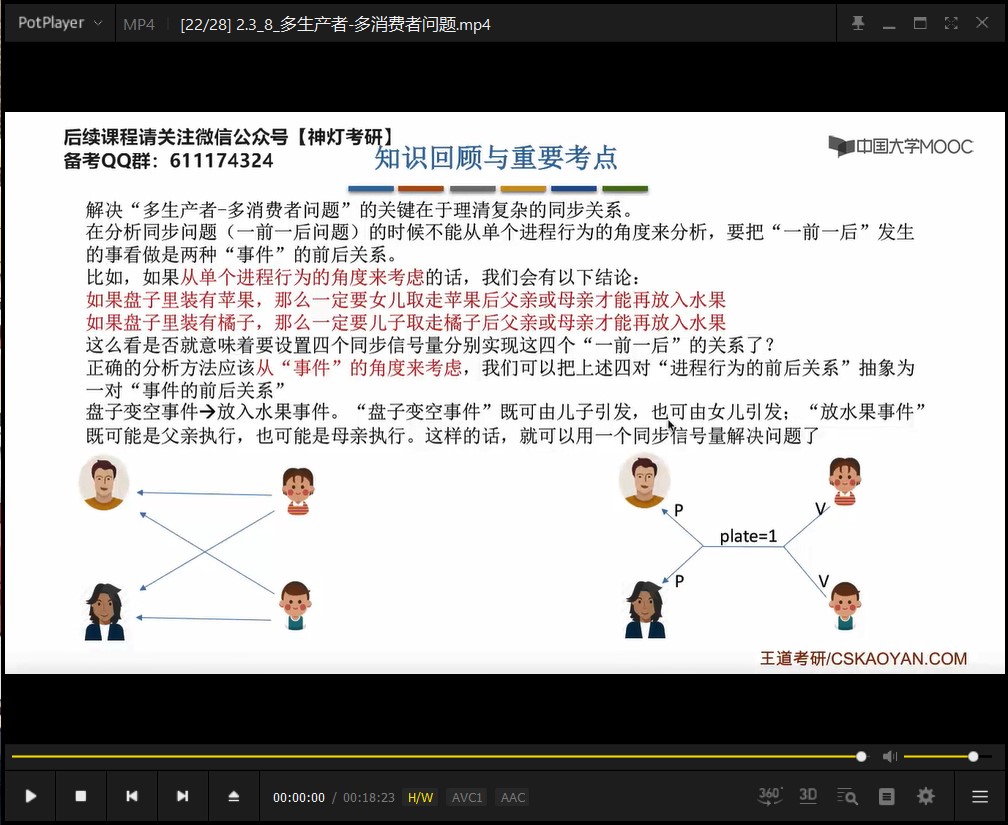 PotPlayer MP4 [22/28] 2.3_8_多生产者-多消费者问题.mp4
后续课程请关注微信公众号【神灯考研】
备考QQ群：611174324
知识回顾与重要考点
中国大学MOOC
解决“多生产者-多消费者问题”的关键在于理清复杂的同步关系。
在分析同步问题（一前一后问题）的时候不能从单个进程行为的角度来分析，要把“一前一后”发生
的事看做是两种“事件”的前后关系。
比如，如果从单个进程行为的角度来考虑的话，我们会有以下结论：
如果盘子里装有苹果，那么一定要女儿取走苹果后父亲或母亲才能再放入水果
如果盘子里装有橘子，那么一定要儿子取走橘子后父亲或母亲才能再放入水果
这么看是否就意味着要设置四个同步信号量分别实现这四个“一前一后”的关系了？
正确的分析方法应该从“事件”的角度来考虑，我们可以把上述四对“进程行为的前后关系”抽象为
一对“事件的前后关系”
盘子变空事件→放入水果事件。“盘子变空事件”既可由儿子引发，也可由女儿引发；“放水果事件”
既可能是父亲执行，也可能是母亲执行。这样的话，就可以用一个同步信号量解决问题了
P
V
plate=1
P
V
王道考研/CSKAOYAN.COM
00:00:00 / 00:18:23 H/W AVC1 AAC
360°
3D